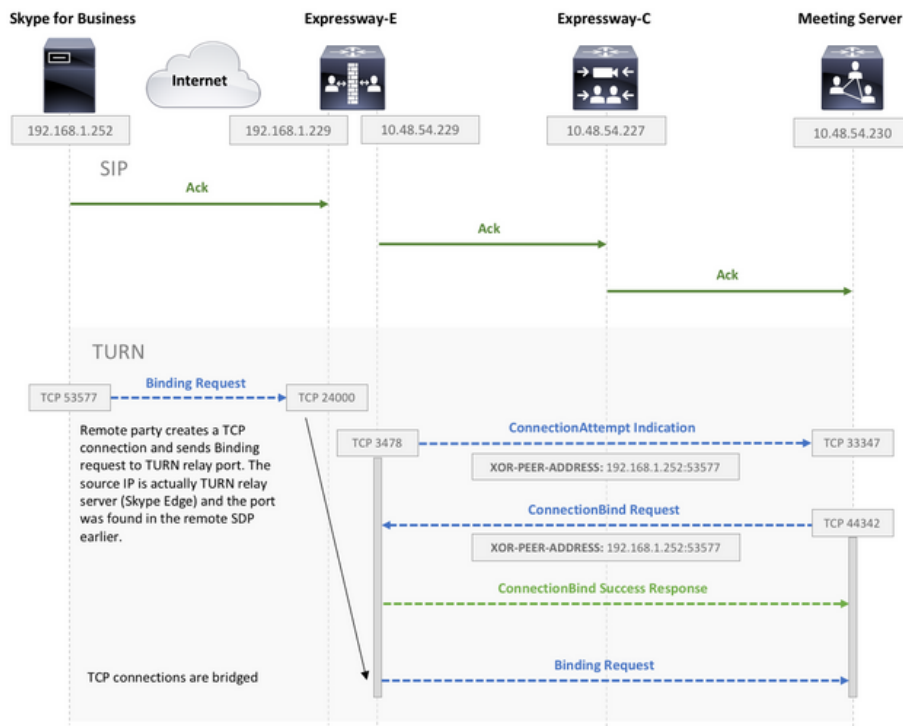 Skype for Business
Expressway-E
Expressway-C
Meeting Server
Internet
192.168.1.252
192.168.1.229
10.48.54.229
10.48.54.227
10.48.54.230
SIP
Ack
Ack
Ack
TURN
Binding Request
TCP 53577
TCP 24000
Remote party creates a TCP
connection and sends Binding
request to TURN relay port. The
source IP is actually TURN relay
server (Skype Edge) and the port
was found in the remote SDP
earlier.
ConnectionAttempt Indication
TCP 3478
TCP 33347
XOR-PEER-ADDRESS: 192.168.1.252:53577
ConnectionBind Request
TCP 44342
XOR-PEER-ADDRESS: 192.168.1.252:53577
ConnectionBind Success Response
Binding Request
TCP connections are bridged